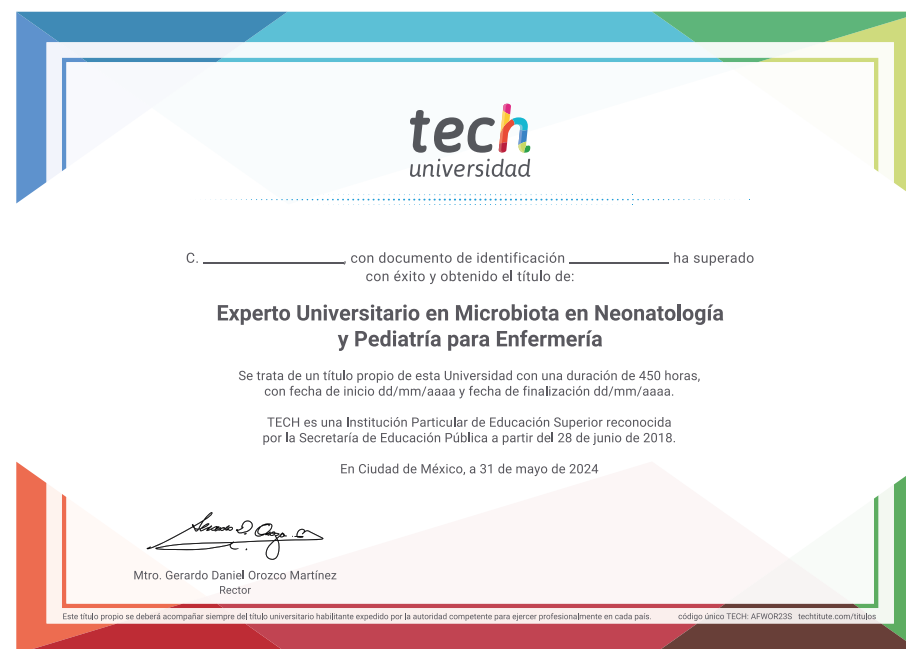 tech
universidad
C. ____________, con documento de identificación ____________ ha superado
con éxito y obtenido el título de:
Experto Universitario en Microbiota en Neonatología
y Pediatría para Enfermería
Se trata de un título propio de esta Universidad con una duración de 450 horas,
con fecha de inicio dd/mm/aaaa y fecha de finalización dd/mm/aaaa.
TECH es una Institución Particular de Educación Superior reconocida
por la Secretaría de Educación Pública a partir del 28 de junio de 2018.
En Ciudad de México, a 31 de mayo de 2024
Mtro. Gerardo Daniel Orozco Martínez
Rector
Este título propio se deberá acompañar siempre del título universitario habilitante expedido por la autoridad competente para ejercer profesionalmente en cada país. código único TECH: AFWOR23S techtitute.com/titulos